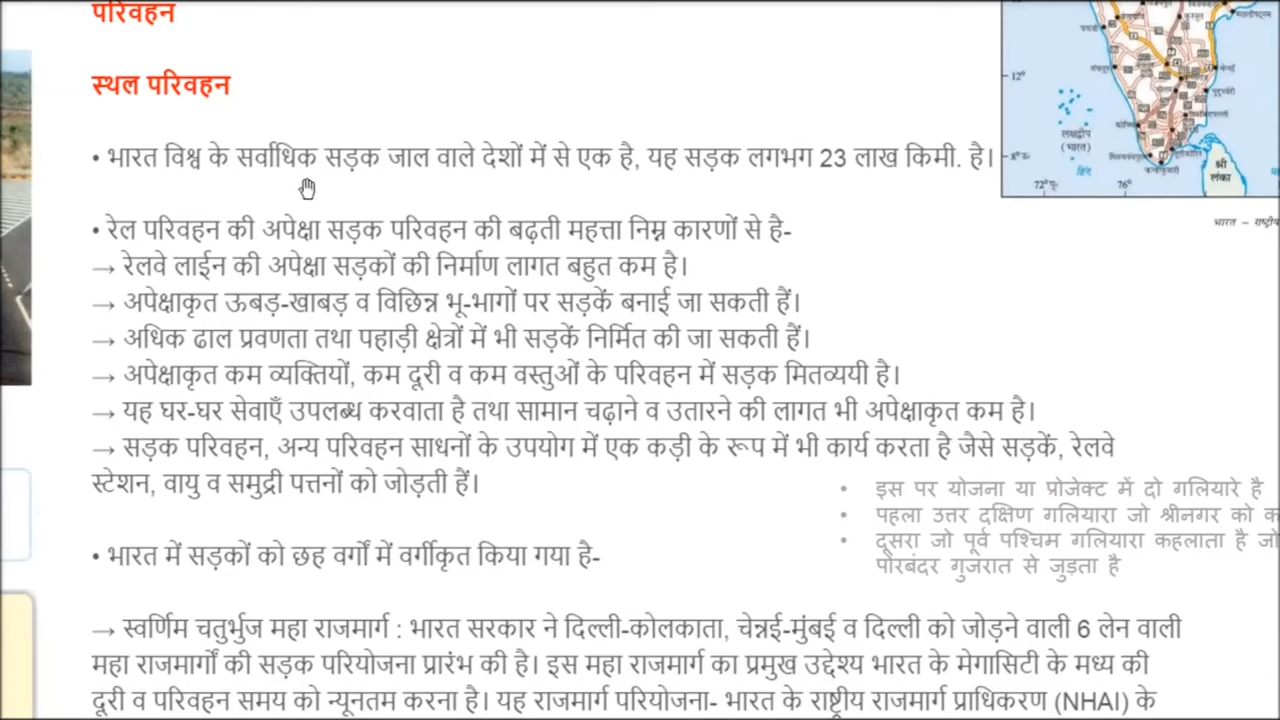 परिवहन
स्थल परिवहन
• भारत विश्व के सर्वाधिक सड़क जाल वाले देशों में से एक है, यह सड़क लगभग 23 लाख किमी. है।
• रेल परिवहन की अपेक्षा सड़क परिवहन की बढ़ती महत्ता निम्न कारणों से है-
→ रेलवे लाईन की अपेक्षा सड़कों की निर्माण लागत बहुत कम है।
→ अपेक्षाकृत ऊबड़-खाबड़ व विछिन्न भू-भागों पर सड़कें बनाई जा सकती हैं।
→ अधिक ढाल प्रवणता तथा पहाड़ी क्षेत्रों में भी सड़कें निर्मित की जा सकती हैं।
→ अपेक्षाकृत कम व्यक्तियों, कम दूरी व कम वस्तुओं के परिवहन में सड़क मितव्ययी है।
→ यह घर-घर सेवाएँ उपलब्ध करवाता है तथा सामान चढ़ाने व उतारने की लागत भी अपेक्षाकृत कम है।
→ सड़क परिवहन, अन्य परिवहन साधनों के उपयोग में एक कड़ी के रूप में भी कार्य करता है जैसे सड़कें, रेलवे
स्टेशन, वायु व समुद्री पत्तनों को जोड़ती हैं।
• भारत में सड़कों को छह वर्गों में वर्गीकृत किया गया है-
→ स्वर्णिम चतुर्भुज महा राजमार्ग : भारत सरकार ने दिल्ली-कोलकाता, चेन्नई-मुंबई व दिल्ली को जोड़ने वाली 6 लेन वाली
महा राजमार्गों की सड़क परियोजना प्रारंभ की है। इस महा राजमार्ग का प्रमुख उद्देश्य भारत के मेगासिटी के मध्य की
दूरी व परिवहन समय को न्यूनतम करना है। यह राजमार्ग परियोजना- भारत के राष्ट्रीय राजमार्ग प्राधिकरण (NHAI) के
12°
लक्षद्वीप
(भारत)
8° उ॰
72° पू॰
76°
श्री
लंका
भारत –
• इस पर योजना या प्रोजेक्ट में दो गलियारे है
• पहला उत्तर दक्षिण गलियारा जो श्रीनगर को
• दूसरा जो पूर्व पश्चिम गलियारा कहलाता है जो
पोरबंदर गुजरात से जुड़ता है